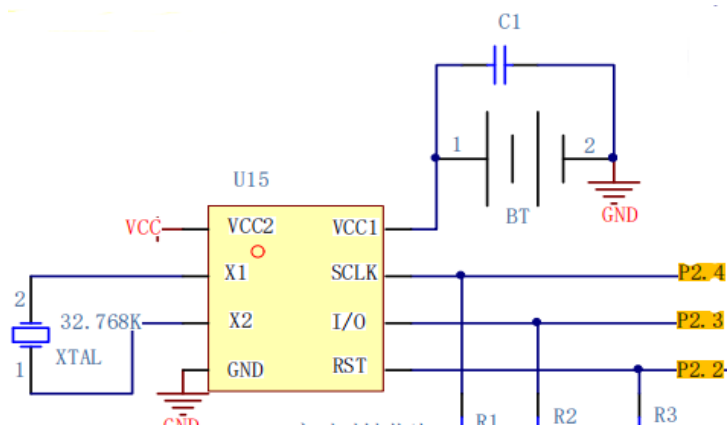 C1
1
2
BT
GND
U15
VCC
VCC2
VCC1
X1
SCLK
P2.4
2
32.768K
X2
I/O
P2.3
XTAL
1
GND
RST
P2.2
GND
R1
R2
R3